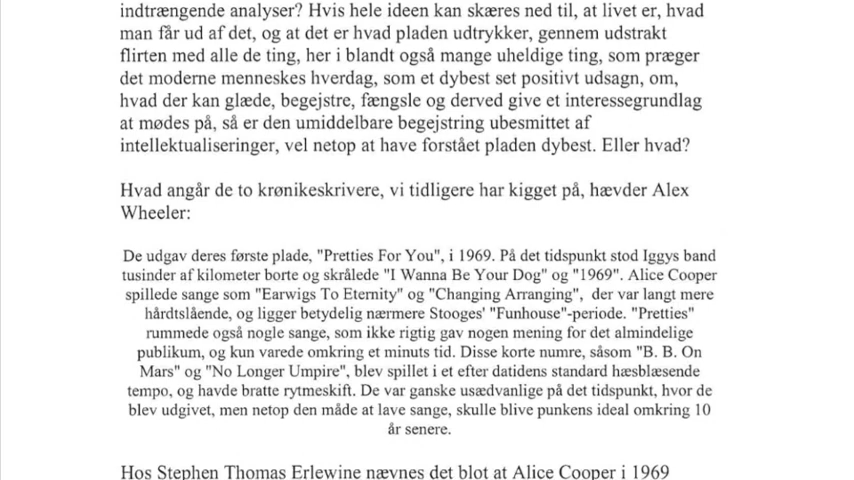 indtrængende analyser? Hvis hele ideen kan skæres ned til, at livet er, hvad
man får ud af det, og at det er hvad pladen udtrykker, gennem udstrakt
flirten med alle de ting, her i blandt også mange uheldige ting, som præger
det moderne menneskes hverdag, som et dybest set positivt udsagn, om,
hvad der kan glæde, begejstre, fængsle og derved give et interessegrundlag
at mødes på, så er den umiddelbare begejstring ubesmittet af
intellektualiseringer, vel netop at have forstået pladen dybest. Eller hvad?
Hvad angår de to krønikeskrivere, vi tidligere har kigget på, hævder Alex
Wheeler:
De udgav deres første plade, "Pretties For You", i 1969. På det tidspunkt stod Iggys band
tusinder af kilometer borte og skrålede "I Wanna Be Your Dog" og "1969". Alice Cooper
spillede sange som "Earwigs To Eternity" og "Changing Arranging", der var langt mere
hårdtslående, og ligger betydelig nærmere Stooges' "Funhouse"-periode. "Pretties"
rummede også nogle sange, som ikke rigtig gav nogen mening for det almindelige
publikum, og kun varede omkring et minuts tid. Disse korte numre, såsom "B. B. On
Mars" og "No Longer Umpire", blev spillet i et efter datidens standard hæsblæsende
tempo, og havde bratte rytmeskift. De var ganske usædvanlige på det tidspunkt, hvor de
blev udgivet, men netop den måde at lave sange, skulle blive punkens ideal omkring 10
år senere.
Hos Stephen Thomas Erlewine nævnes det blot at Alice Cooper i 1969